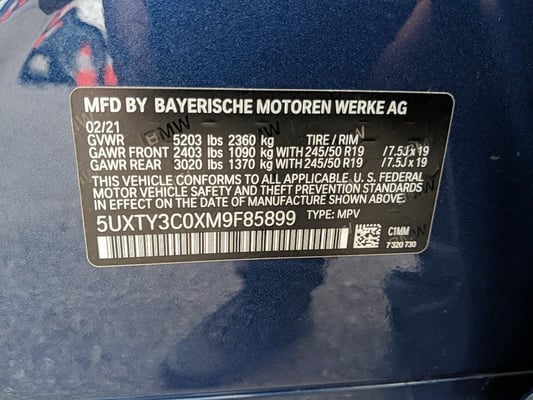 MFD BY BAYERISCHE MOTOREN WERKE AG
02/21
GVWR 5203 lbs 2360 kg TIRE / RIM
GAWR FRONT 2403 lbs 1090 kg WITH 245/50 R19 /7.5J x 19
GAWR REAR 3020 lbs 1370 kg WITH 245/50 R19 /7.5J x 19
THIS VEHICLE CONFORMS TO ALL APPLICABLE U. S. FEDERAL
MOTOR VEHICLE SAFETY, BUMPER, AND THEFT PREVENTION STANDARDS
IN EFFECT ON THE DATE OF MANUFACTURE SHOWN ABOVE.
5UXTY3C0XM9F85899 TYPE: MPV
C1MM
7 320 730